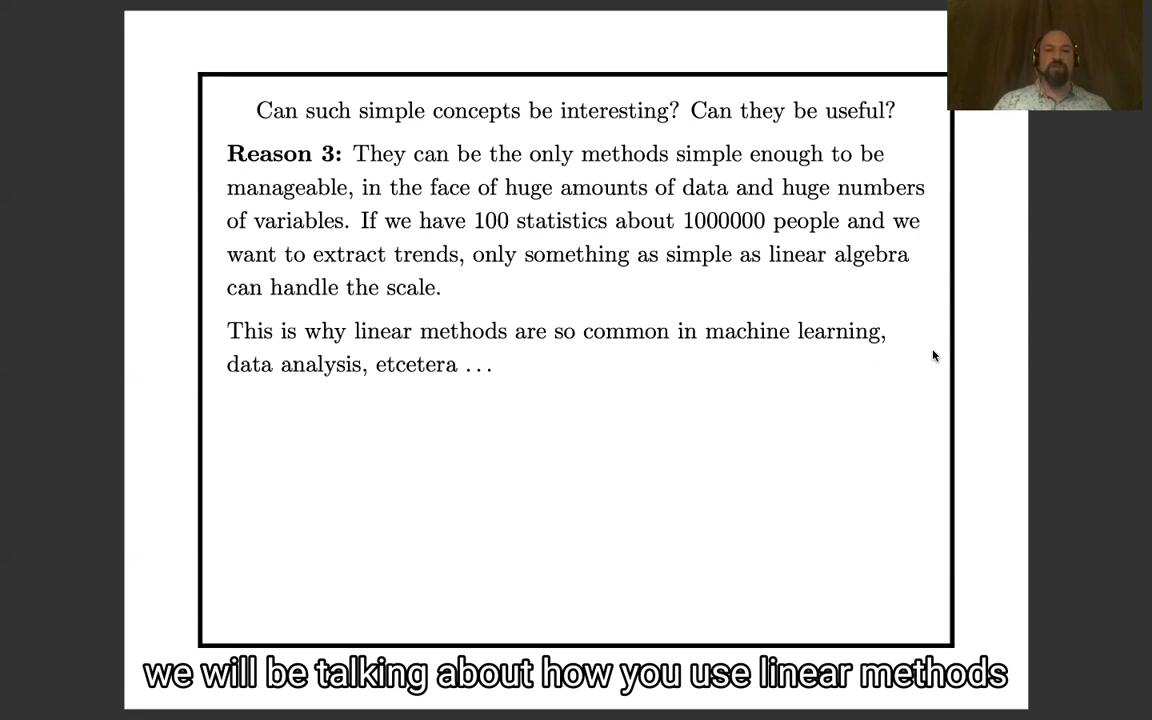 Can such simple concepts be interesting? Can they be useful?
Reason 3: They can be the only methods simple enough to be
manageable, in the face of huge amounts of data and huge numbers
of variables. If we have 100 statistics about 1000000 people and we
want to extract trends, only something as simple as linear algebra
can handle the scale.
This is why linear methods are so common in machine learning,
data analysis, etcetera ...
we will be talking about how you use linear methods